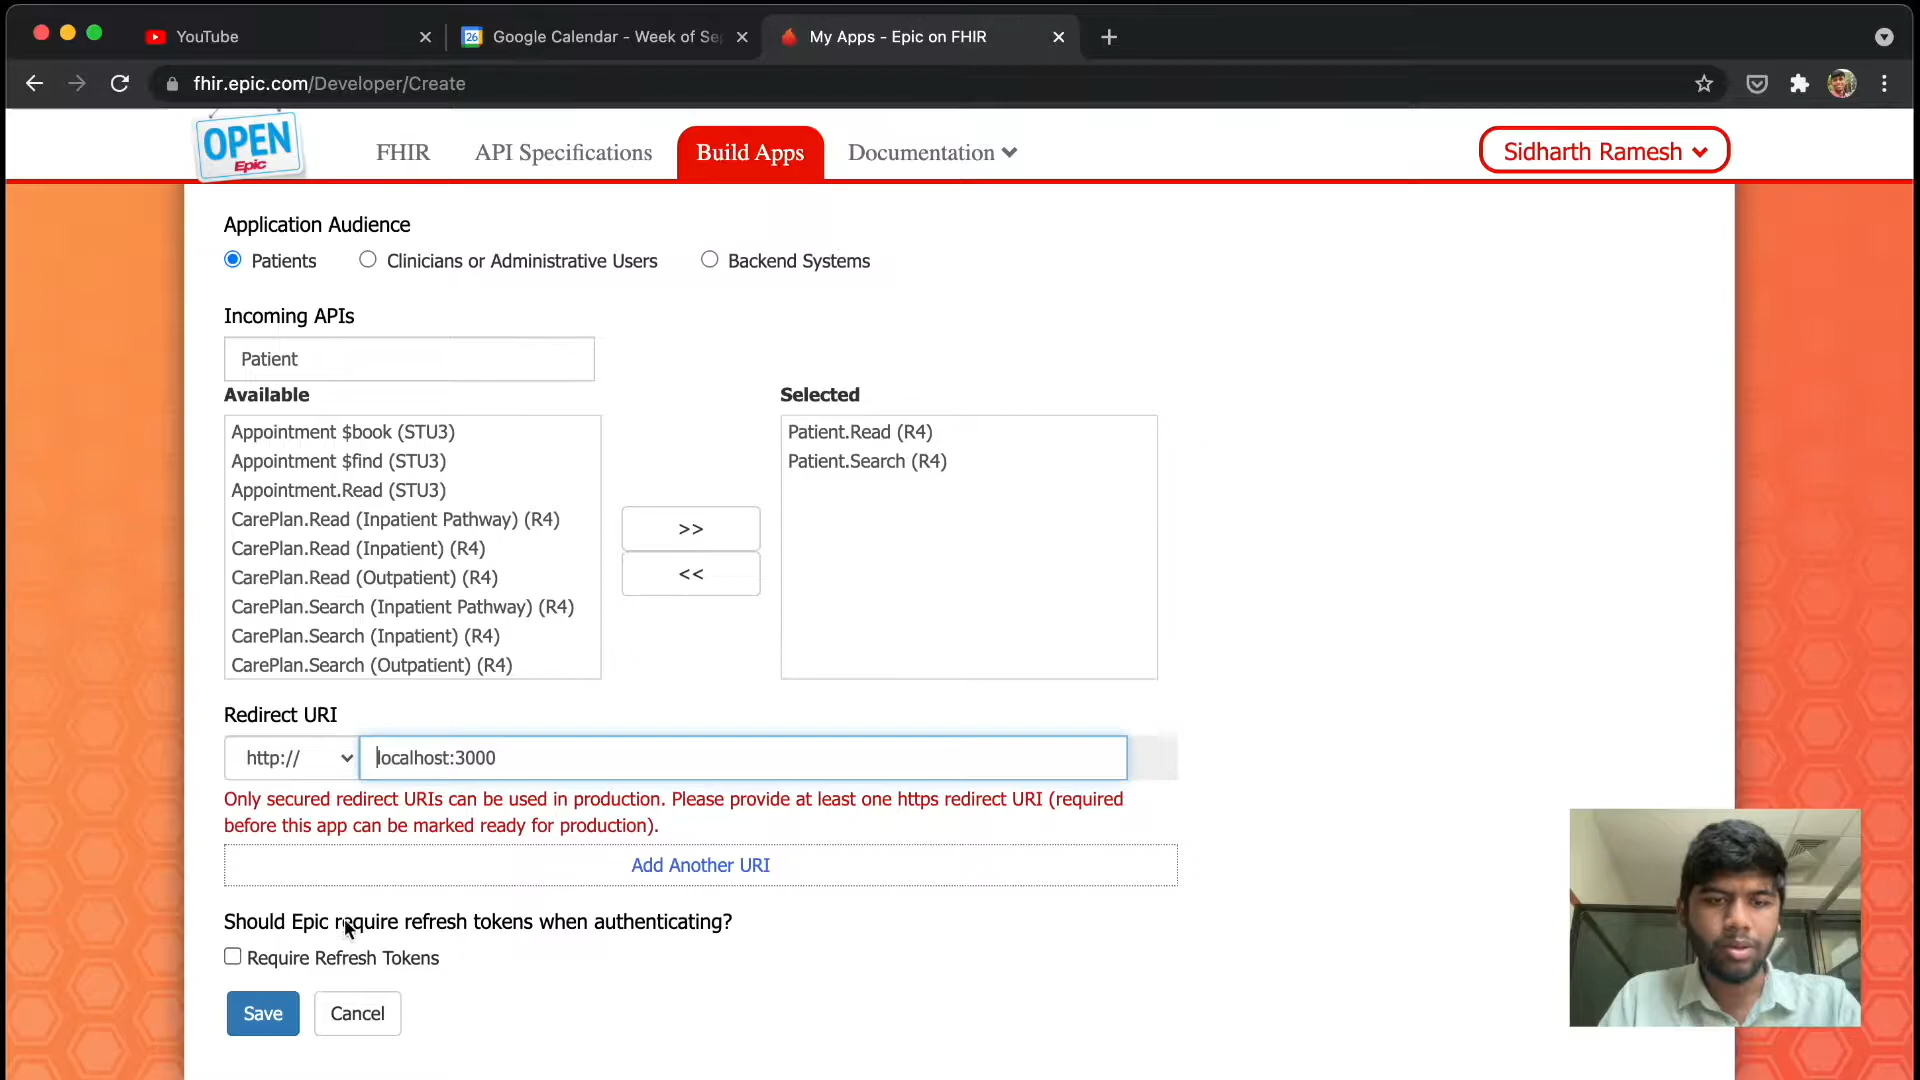 YouTube
Google Calendar - Week of Se
My Apps - Epic on FHIR
fhir.epic.com/Developer/Create
OPEN
Epic
FHIR
API Specifications
Build Apps
Documentation
Sidharth Ramesh
Application Audience
Patients
Clinicians or Administrative Users
Backend Systems
Incoming APIs
Patient
Available
Selected
Appointment $book (STU3)
Appointment $find (STU3)
Appointment.Read (STU3)
CarePlan.Read (Inpatient Pathway) (R4)
CarePlan.Read (Inpatient) (R4)
CarePlan.Read (Outpatient) (R4)
CarePlan.Search (Inpatient Pathway) (R4)
CarePlan.Search (Inpatient) (R4)
CarePlan.Search (Outpatient) (R4)
>>
<<
Patient.Read (R4)
Patient.Search (R4)
Redirect URI
http://
localhost:3000
Only secured redirect URIs can be used in production. Please provide at least one https redirect URI (required
before this app can be marked ready for production).
Add Another URI
Should Epic require refresh tokens when authenticating?
Require Refresh Tokens
Save
Cancel